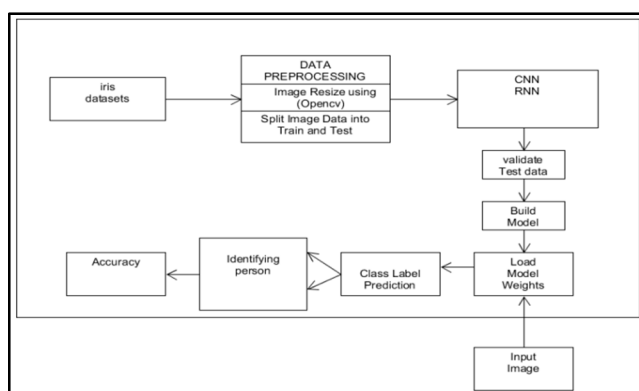 iris
datasets
DATA
PREPROCESSING
Image Resize using
(Opencv)
Split Image Data into
Train and Test
CNN
RNN
validate
Test data
Build
Model
Load
Model
Weights
Class Label
Prediction
Identifying
person
Accuracy
Input
Image